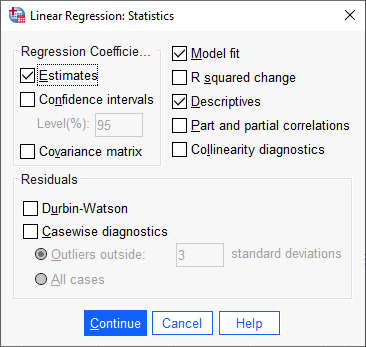 Linear Regression: Statistics
Regression Coefficie...
Estimates
Confidence intervals
Level(%): 95
Covariance matrix
Model fit
R squared change
Descriptives
Part and partial correlations
Collinearity diagnostics
Residuals
Durbin-Watson
Casewise diagnostics
Outliers outside: 3 standard deviations
All cases
Continue Cancel Help